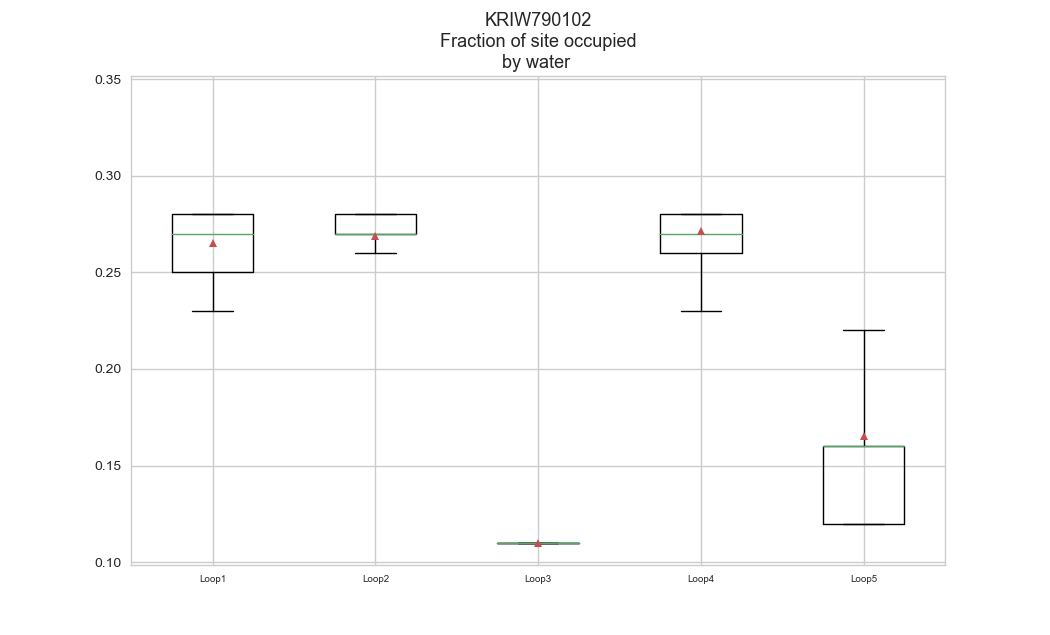 KRIW790102
Fraction of site occupied
by water
0.35
0.30
0.25
0.20
0.15
0.10
Loop1
Loop2
Loop3
Loop4
Loop5